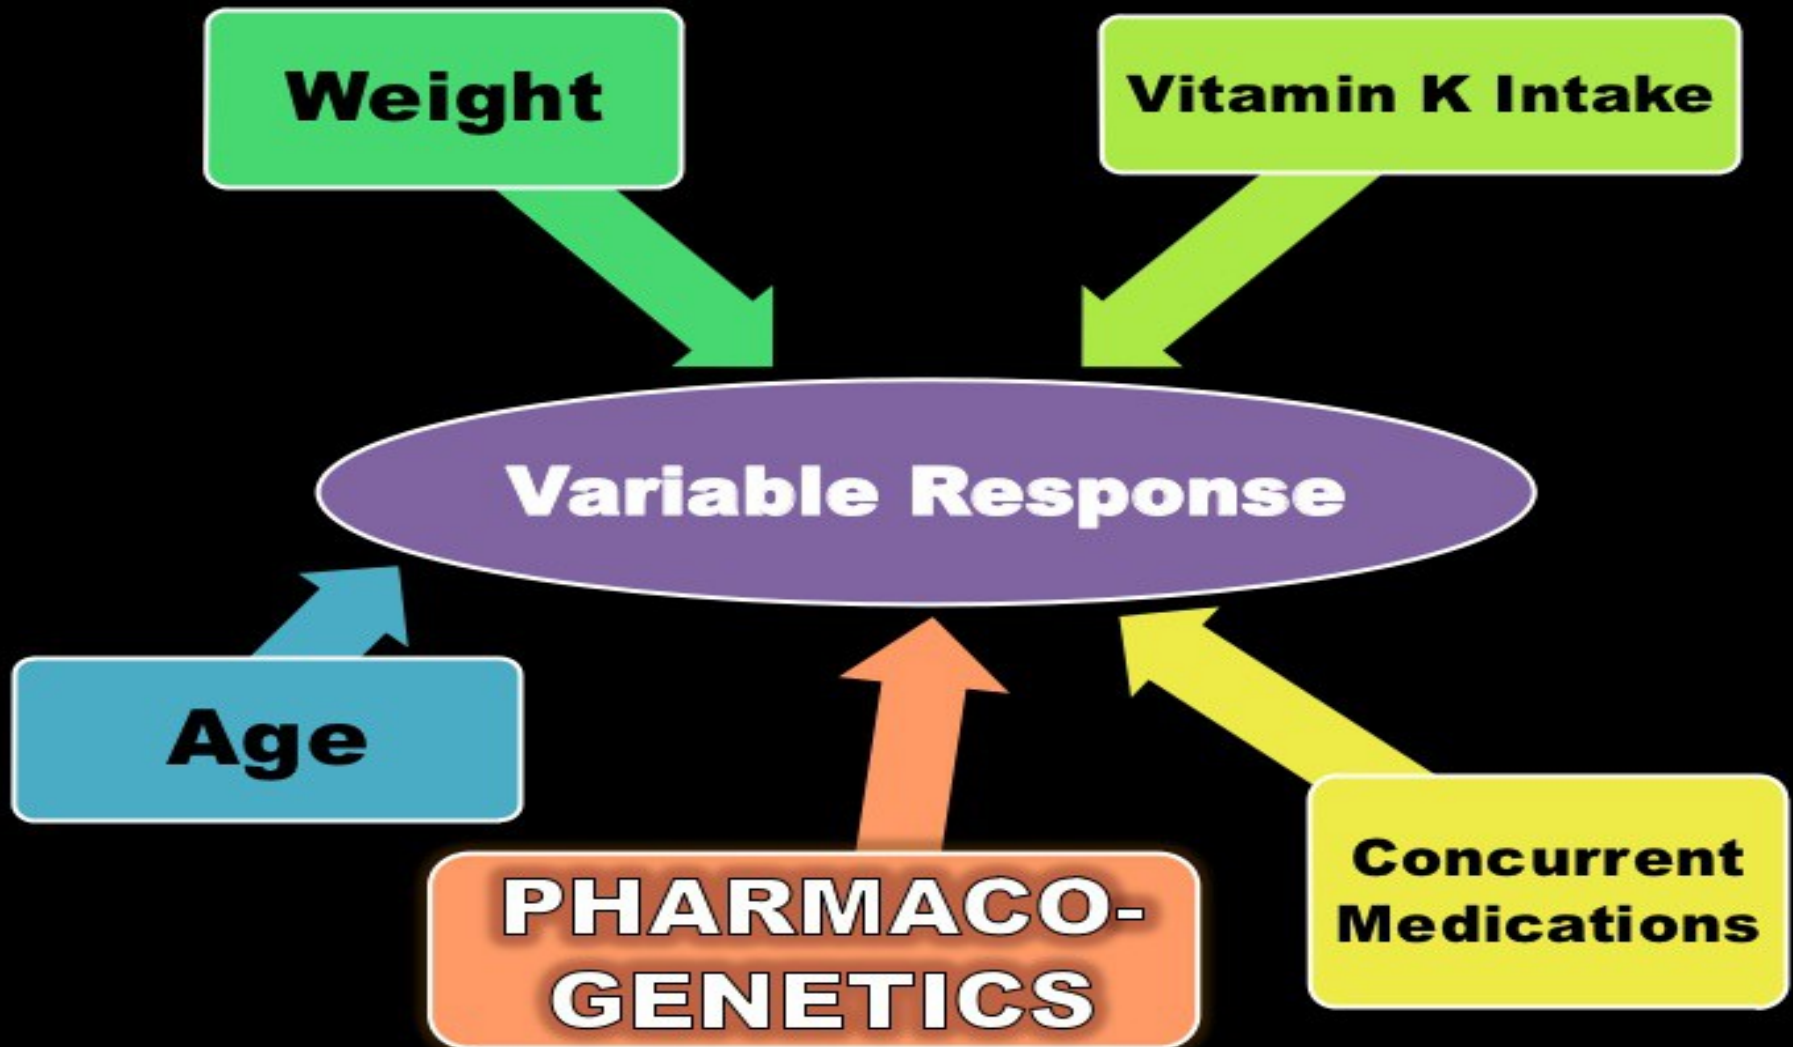 Weight
Vitamin K Intake
Variable Response
Age
PHARMACO-
GENETICS
Concurrent
Medications